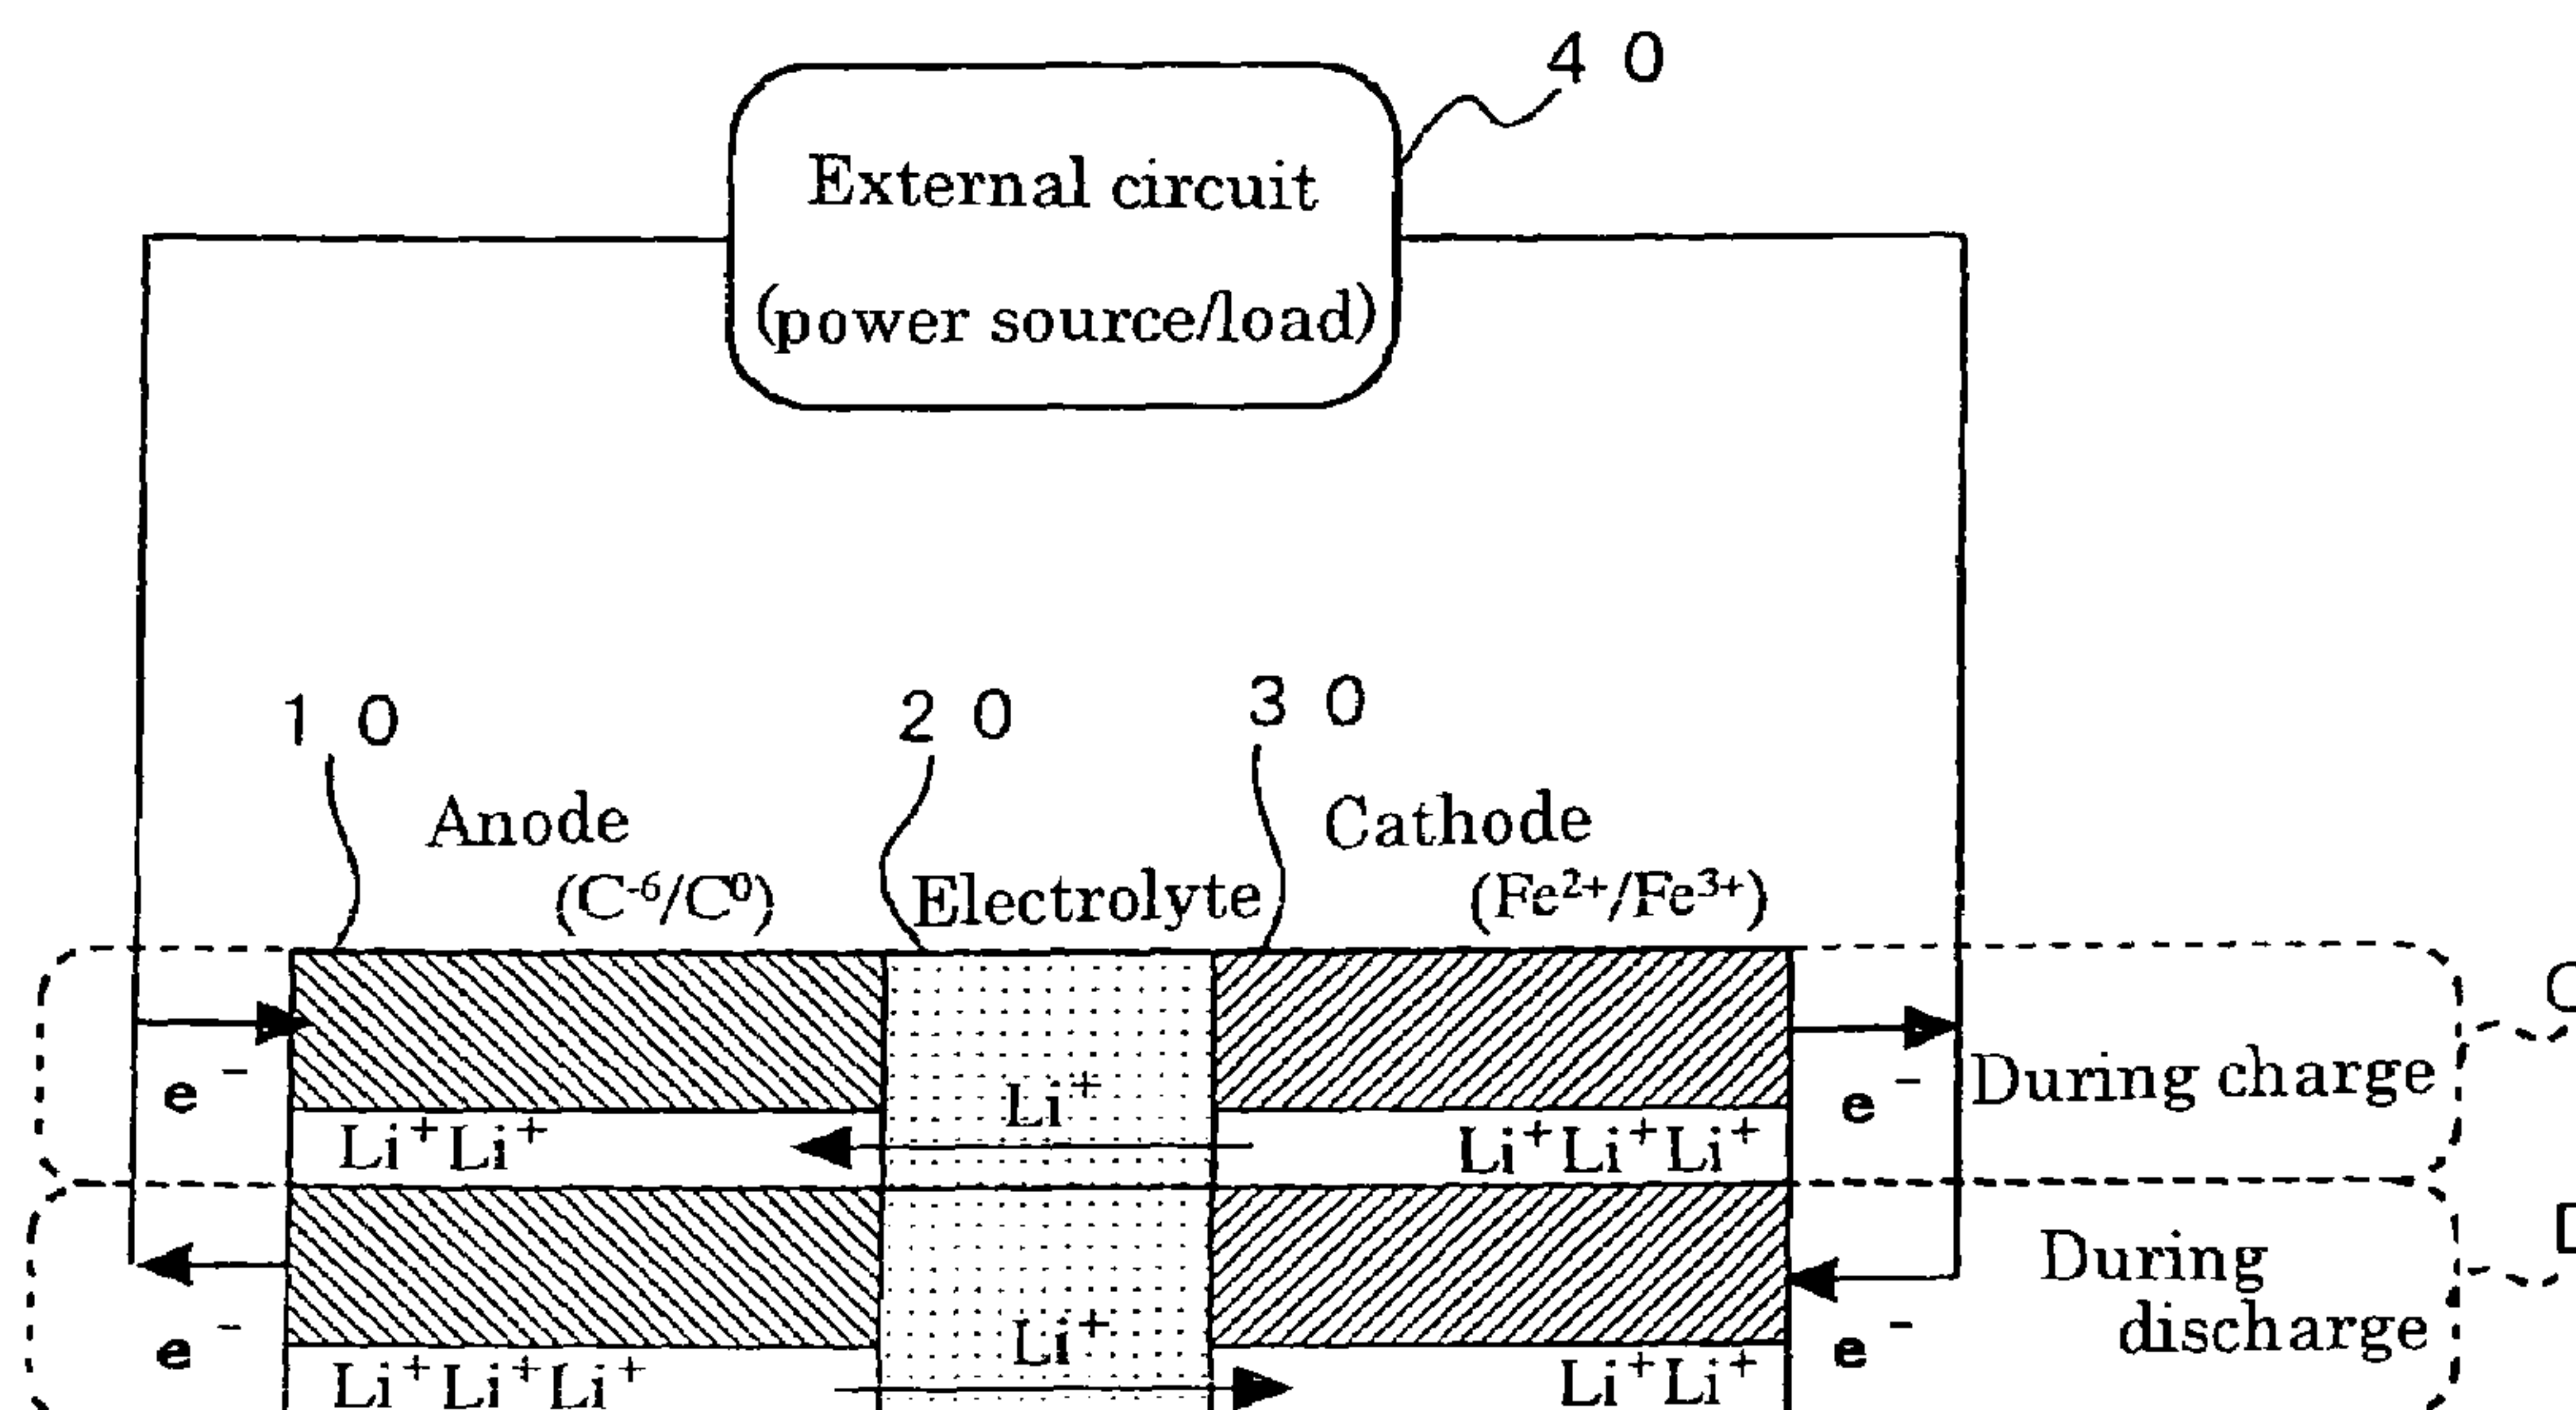 40
External circuit
(power source/load)
10
20
30
Anode
Cathode
(C⁻⁶/C⁰)
Electrolyte
(Fe²⁺/Fe³⁺)
e⁻
Li⁺
e⁻
During charge
Li⁺Li⁺
Li⁺Li⁺Li⁺
e⁻
Li⁺
e⁻
During
discharge
Li⁺Li⁺Li⁺
Li⁺Li⁺